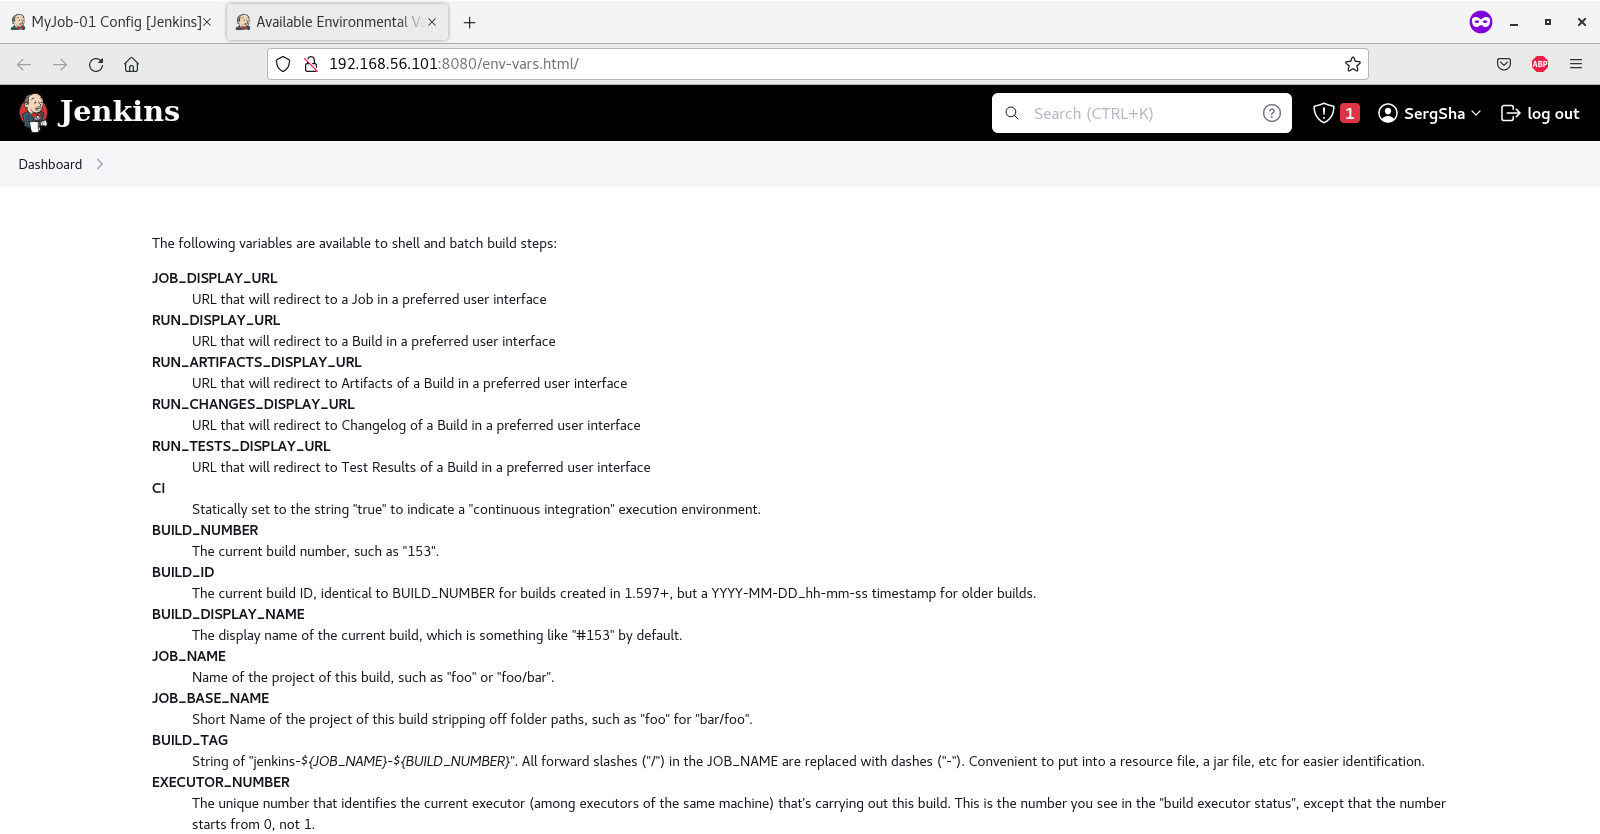 MyJob-01 Config [Jenkins]
Available Environmental Va
192.168.56.101:8080/env-vars.html/
ABP
Jenkins
Search (CTRL+K)
1
SergSha
log out
Dashboard
The following variables are available to shell and batch build steps:
JOB_DISPLAY_URL
URL that will redirect to a Job in a preferred user interface
RUN_DISPLAY_URL
URL that will redirect to a Build in a preferred user interface
RUN_ARTIFACTS_DISPLAY_URL
URL that will redirect to Artifacts of a Build in a preferred user interface
RUN_CHANGES_DISPLAY_URL
URL that will redirect to Changelog of a Build in a preferred user interface
RUN_TESTS_DISPLAY_URL
URL that will redirect to Test Results of a Build in a preferred user interface
CI
Statically set to the string "true" to indicate a "continuous integration" execution environment.
BUILD_NUMBER
The current build number, such as "153".
BUILD_ID
The current build ID, identical to BUILD_NUMBER for builds created in 1.597+, but a YYYY-MM-DD_hh-mm-ss timestamp for older builds.
BUILD_DISPLAY_NAME
The display name of the current build, which is something like "#153" by default.
JOB_NAME
Name of the project of this build, such as "foo" or "foo/bar".
JOB_BASE_NAME
Short Name of the project of this build stripping off folder paths, such as "foo" for "bar/foo".
BUILD_TAG
String of "jenkins-${JOB_NAME}-${BUILD_NUMBER}". All forward slashes ("/") in the JOB_NAME are replaced with dashes ("-"). Convenient to put into a resource file, a jar file, etc for easier identification.
EXECUTOR_NUMBER
The unique number that identifies the current executor (among executors of the same machine) that's carrying out this build. This is the number you see in the "build executor status", except that the number
starts from 0, not 1.